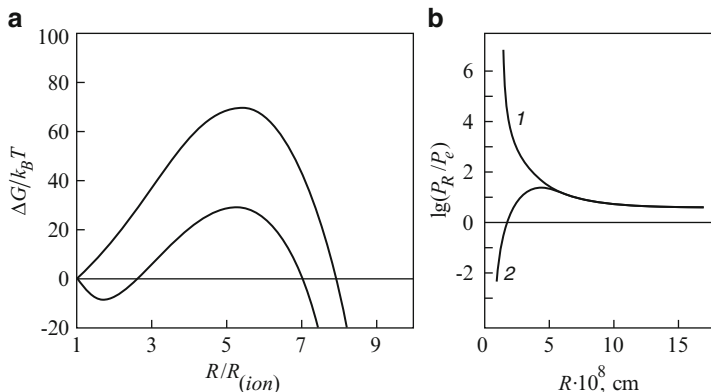 a
100
80
60
40
20
0
-20
ΔG/k_BT
1 3 5 7 9
R/R_(ion)
b
6
4
2
0
-2
lg(P_R/P_e)
1
2
0 5 10 15
R·10^8, cm